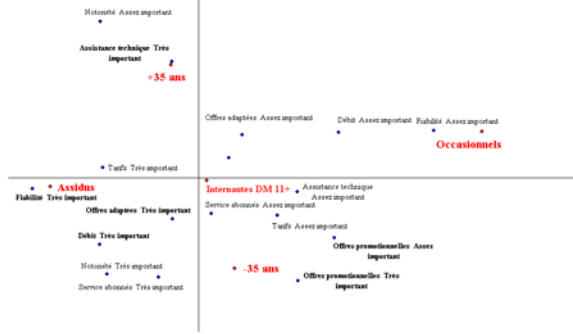 Notoriété Assez important
Assistance technique Très
important
+35 ans
Offres adaptées Assez important
Débit Assez important
Fiabilité Assez important
Occasionnels
Tarifs Très important
Assidus
Fiabilité Très important
Internautes DM 11+
Assistance technique
Assez important
Offres adaptées Très important
Service abonnés Assez important
Tarifs Assez important
Débit Très important
Offres promotionnelles Assez
important
Notoriété Très important
-35 ans
Offres promotionnelles Très
important
Service abonnés Très important